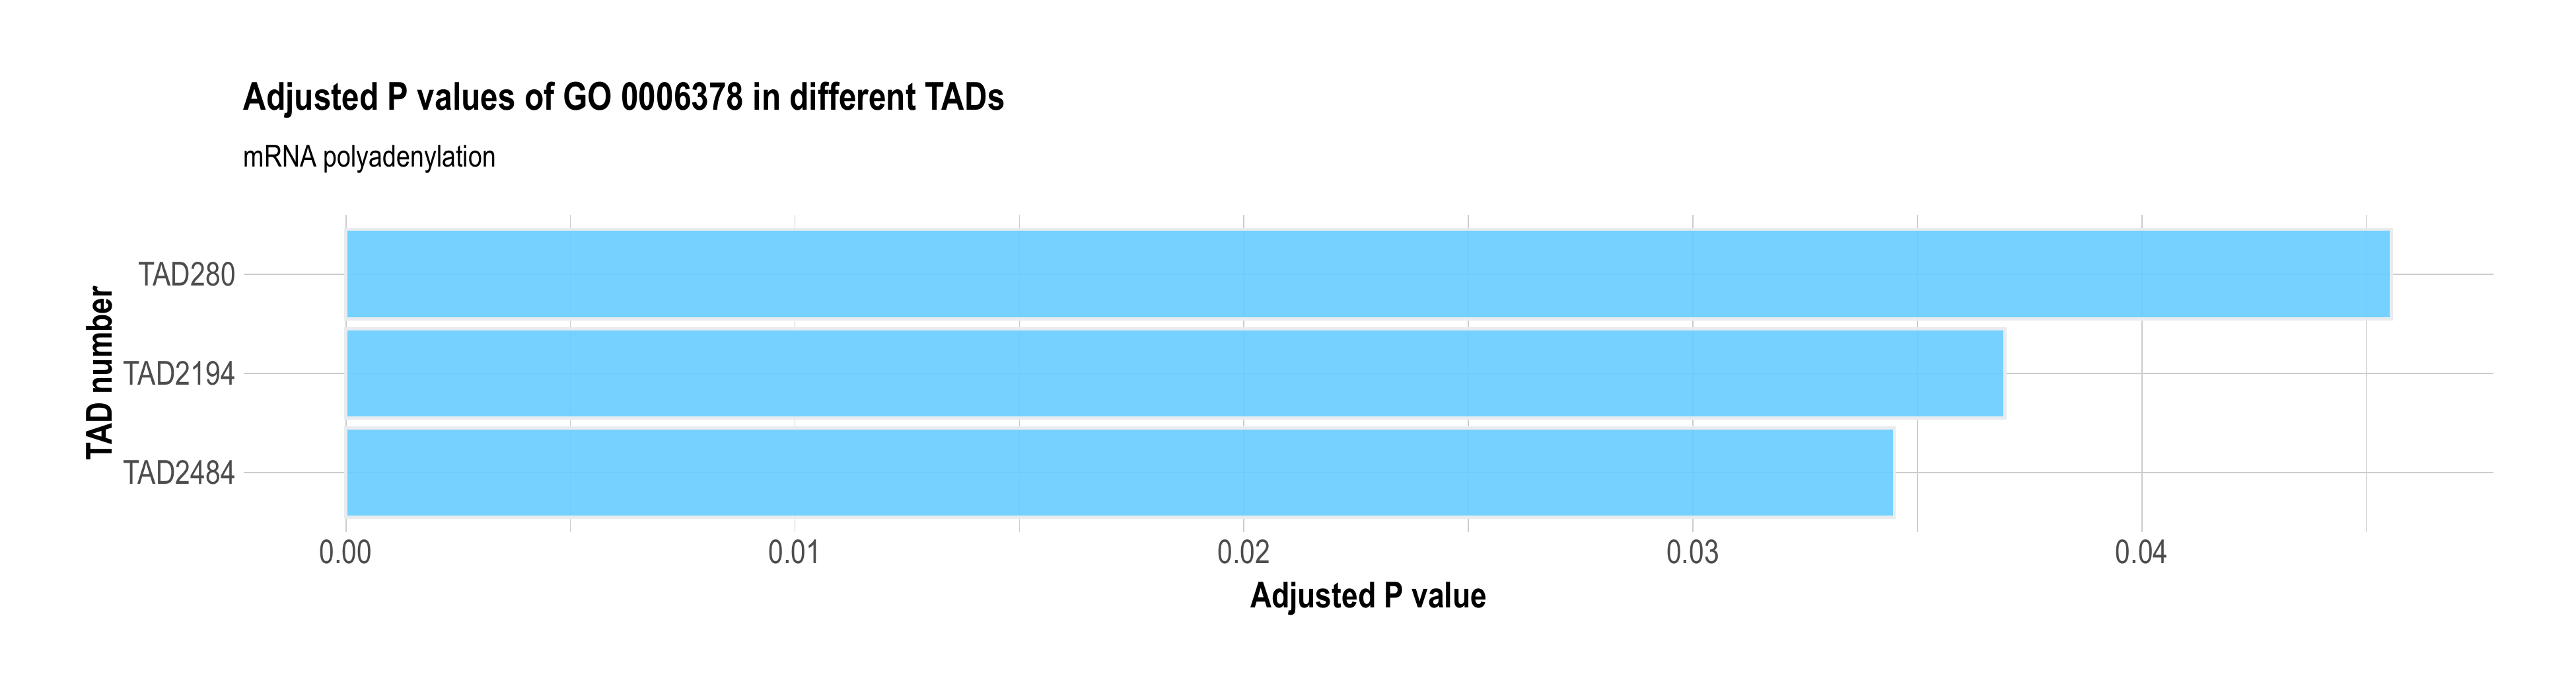 Adjusted P values of GO 0006378 in different TADs
mRNA polyadenylation
TAD number
TAD280
TAD2194
TAD2484
0.00 0.01 0.02 0.03 0.04
Adjusted P value